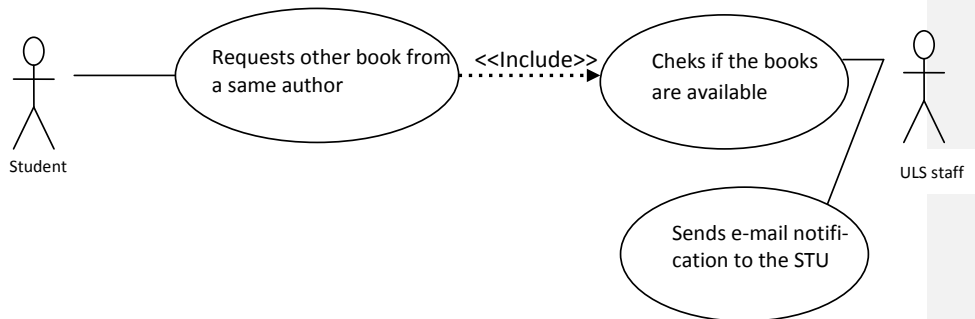 Requests other book from
a same author
<<Include>>
Cheks if the books
are available
Student
ULS staff
Sends e-mail notifi-
cation to the STU